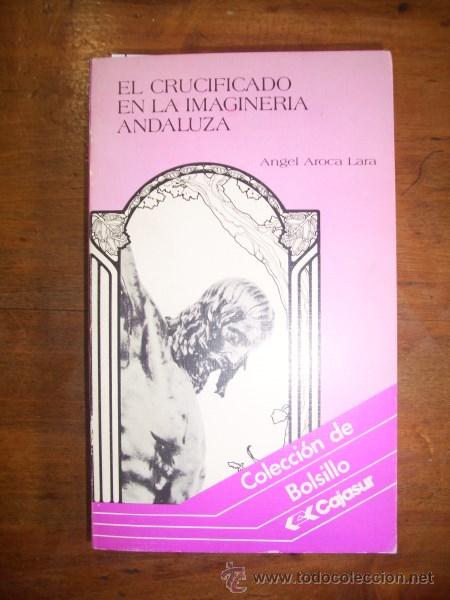 EL CRUCIFICADO
EN LA IMAGINERIA
ANDALUZA
Angel Aroca Lara
Colección de
Bolsillo
Cajasur
www.todocoleccion.net